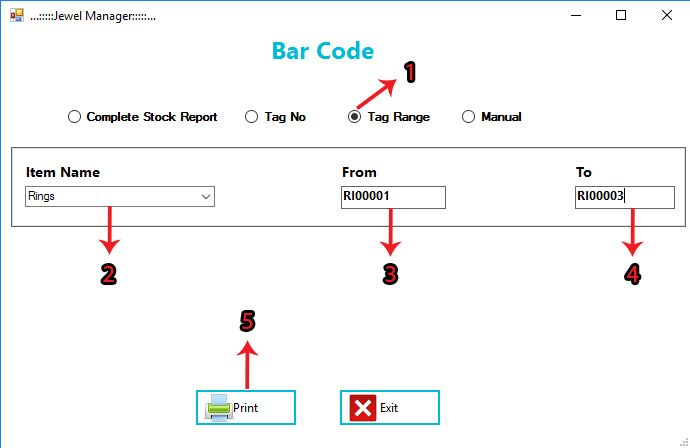 ...:::::Jewel Manager:::::...
Bar Code
1
Complete Stock Report Tag No Tag Range Manual
Item Name From To
Rings RI00001 RI00003
2 3 4
5
Print Exit